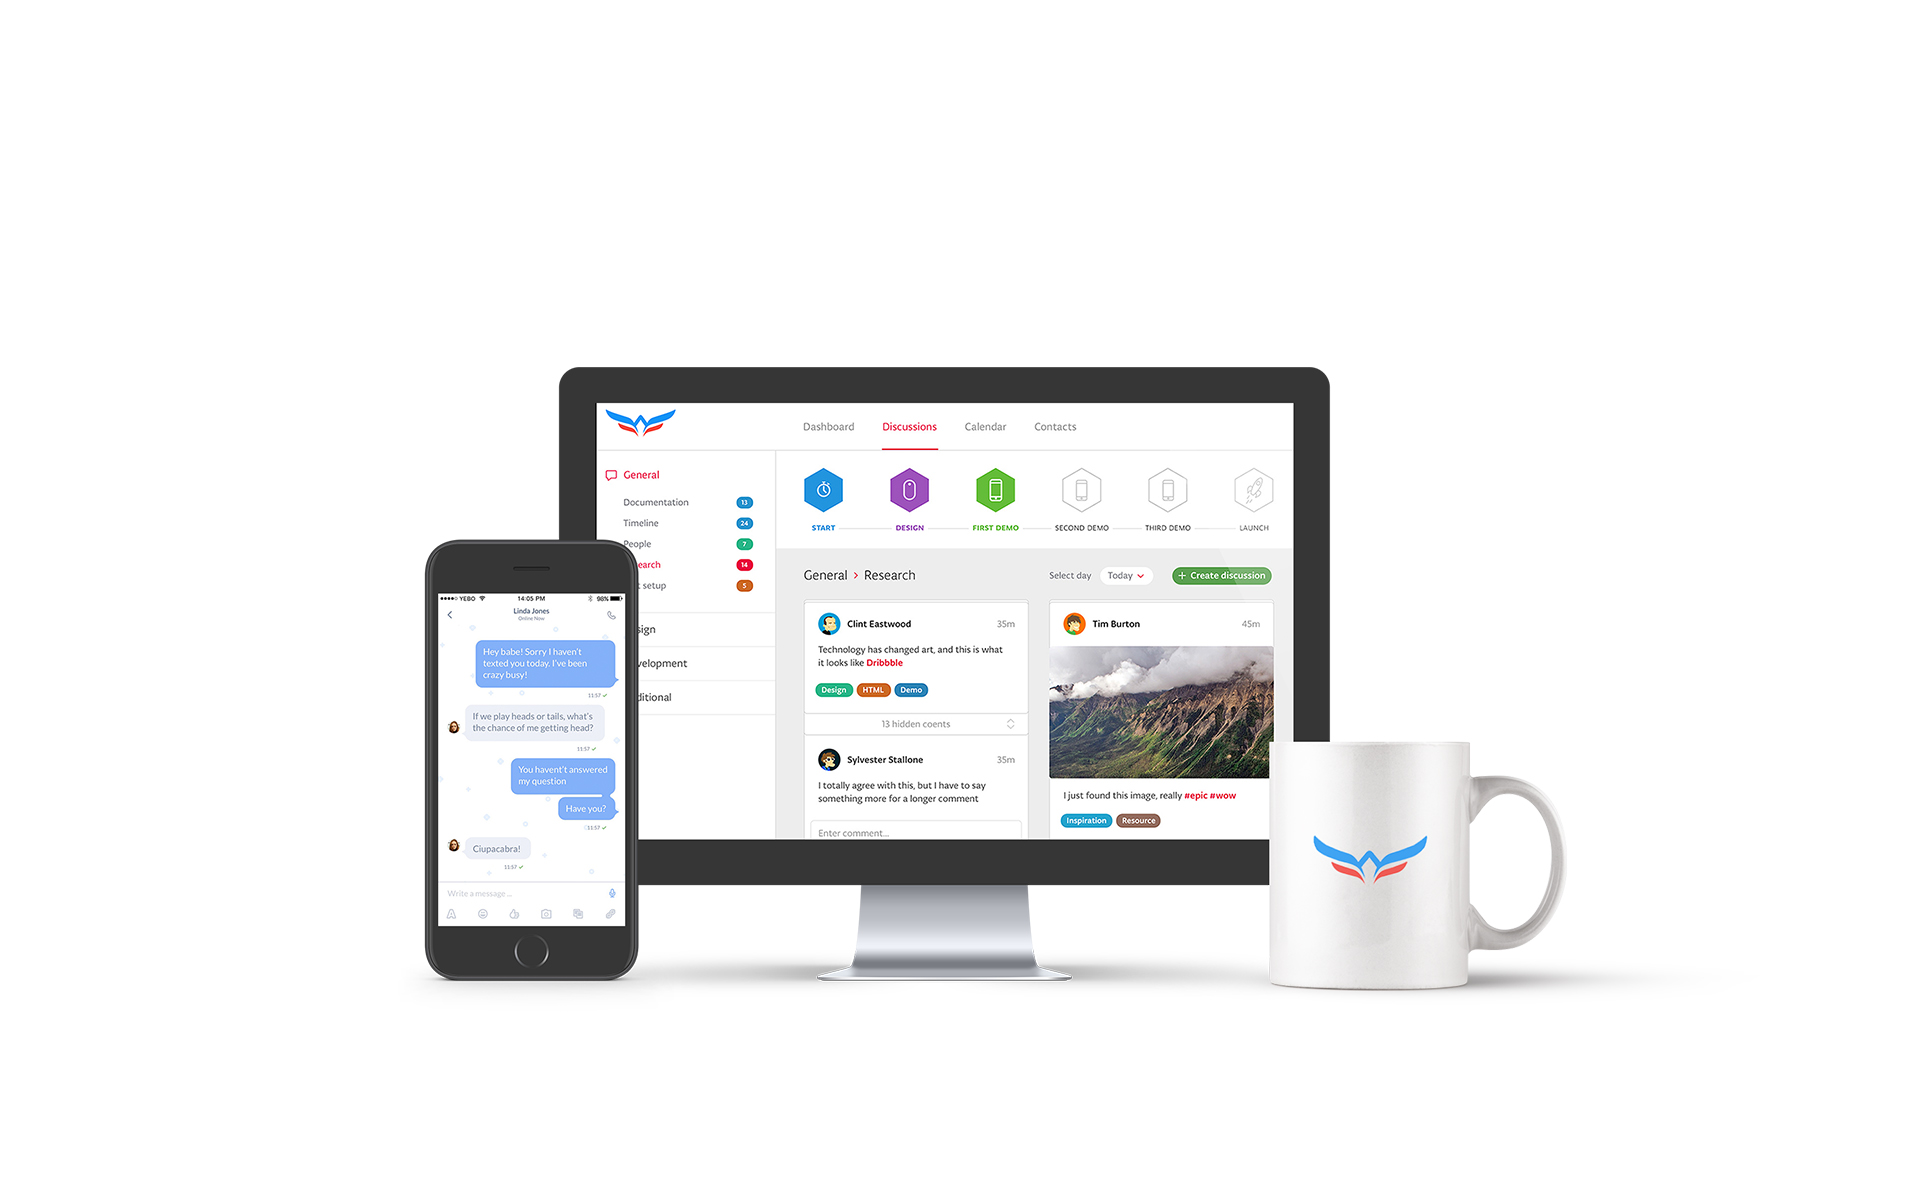 Dashboard
Discussions
Calendar
Contacts
General
Documentation 13
Timeline 24
People 7
earch 14
setup 5
sign
velopment
ditional
START
DESIGN
FIRST DEMO
SECOND DEMO
THIRD DEMO
LAUNCH
General > Research
Select day
Today
+ Create discussion
Clint Eastwood 35m
Technology has changed art, and this is what
it looks like Dribbble
Design HTML Demo
13 hidden coents
Sylvester Stallone 35m
I totally agree with this, but I have to say
something more for a longer comment
Enter comment...
Tim Burton 45m
I just found this image, really #epic #wow
Inspiration Resource
YEBO 14:05 PM 98%
Linda Jones
Online Now
Hey babe! Sorry I haven't
texted you today. I've been
crazy busy!
11:57
If we play heads or tails, what's
the chance of me getting head?
11:57
You havent't answered
my question
Have you?
11:57
Ciupacabra!
11:57
Write a message ...